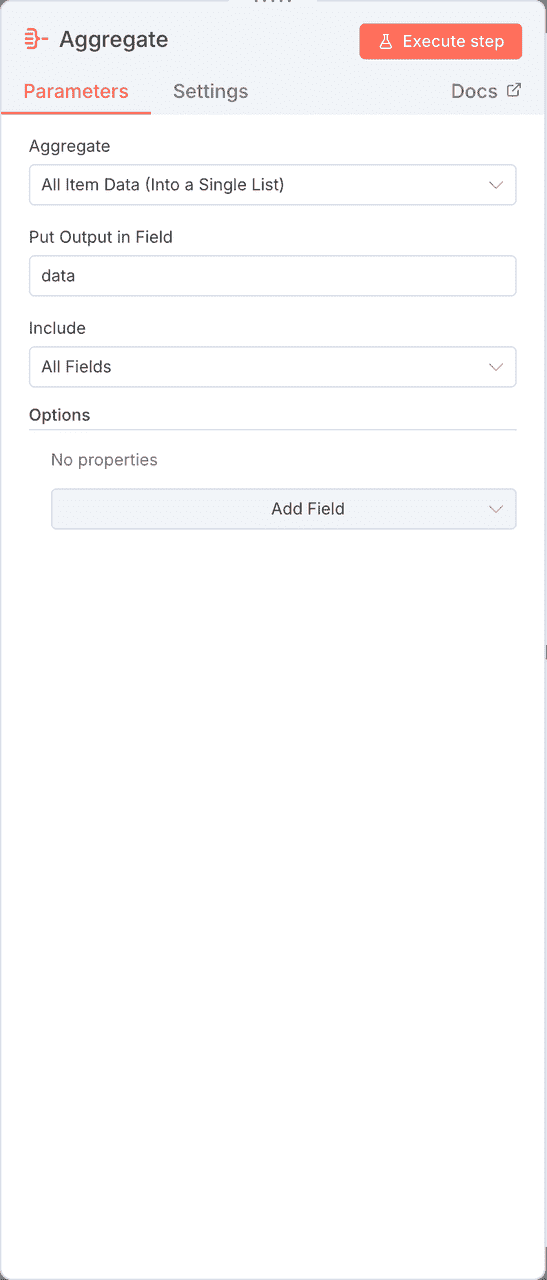 Aggregate
Execute step
Parameters
Settings
Docs
Aggregate
All Item Data (Into a Single List)
Put Output in Field
data
Include
All Fields
Options
No properties
Add Field